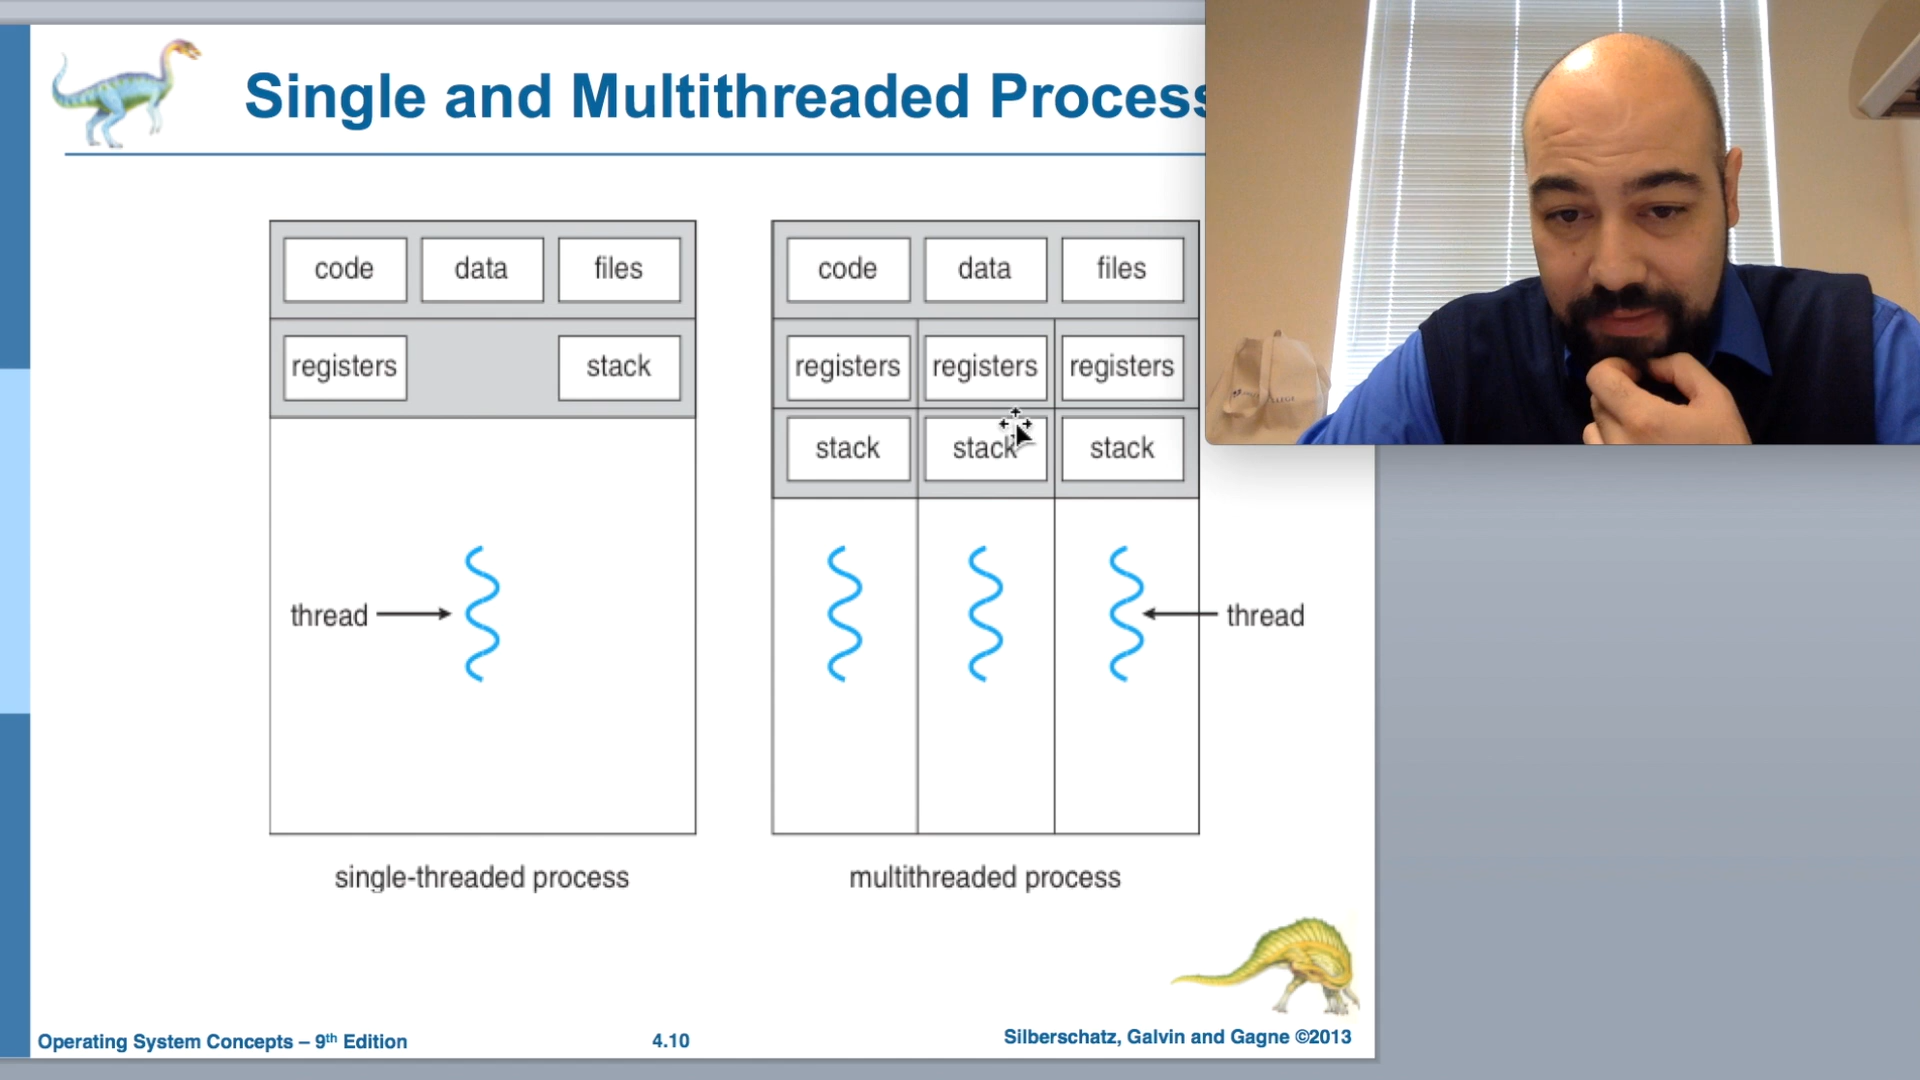 Single and Multithreaded Process
code data files
registers stack
thread
single-threaded process
code data files
registers registers registers
stack stack stack
thread
multithreaded process
Operating System Concepts – 9th Edition
4.10
Silberschatz, Galvin and Gagne ©2013